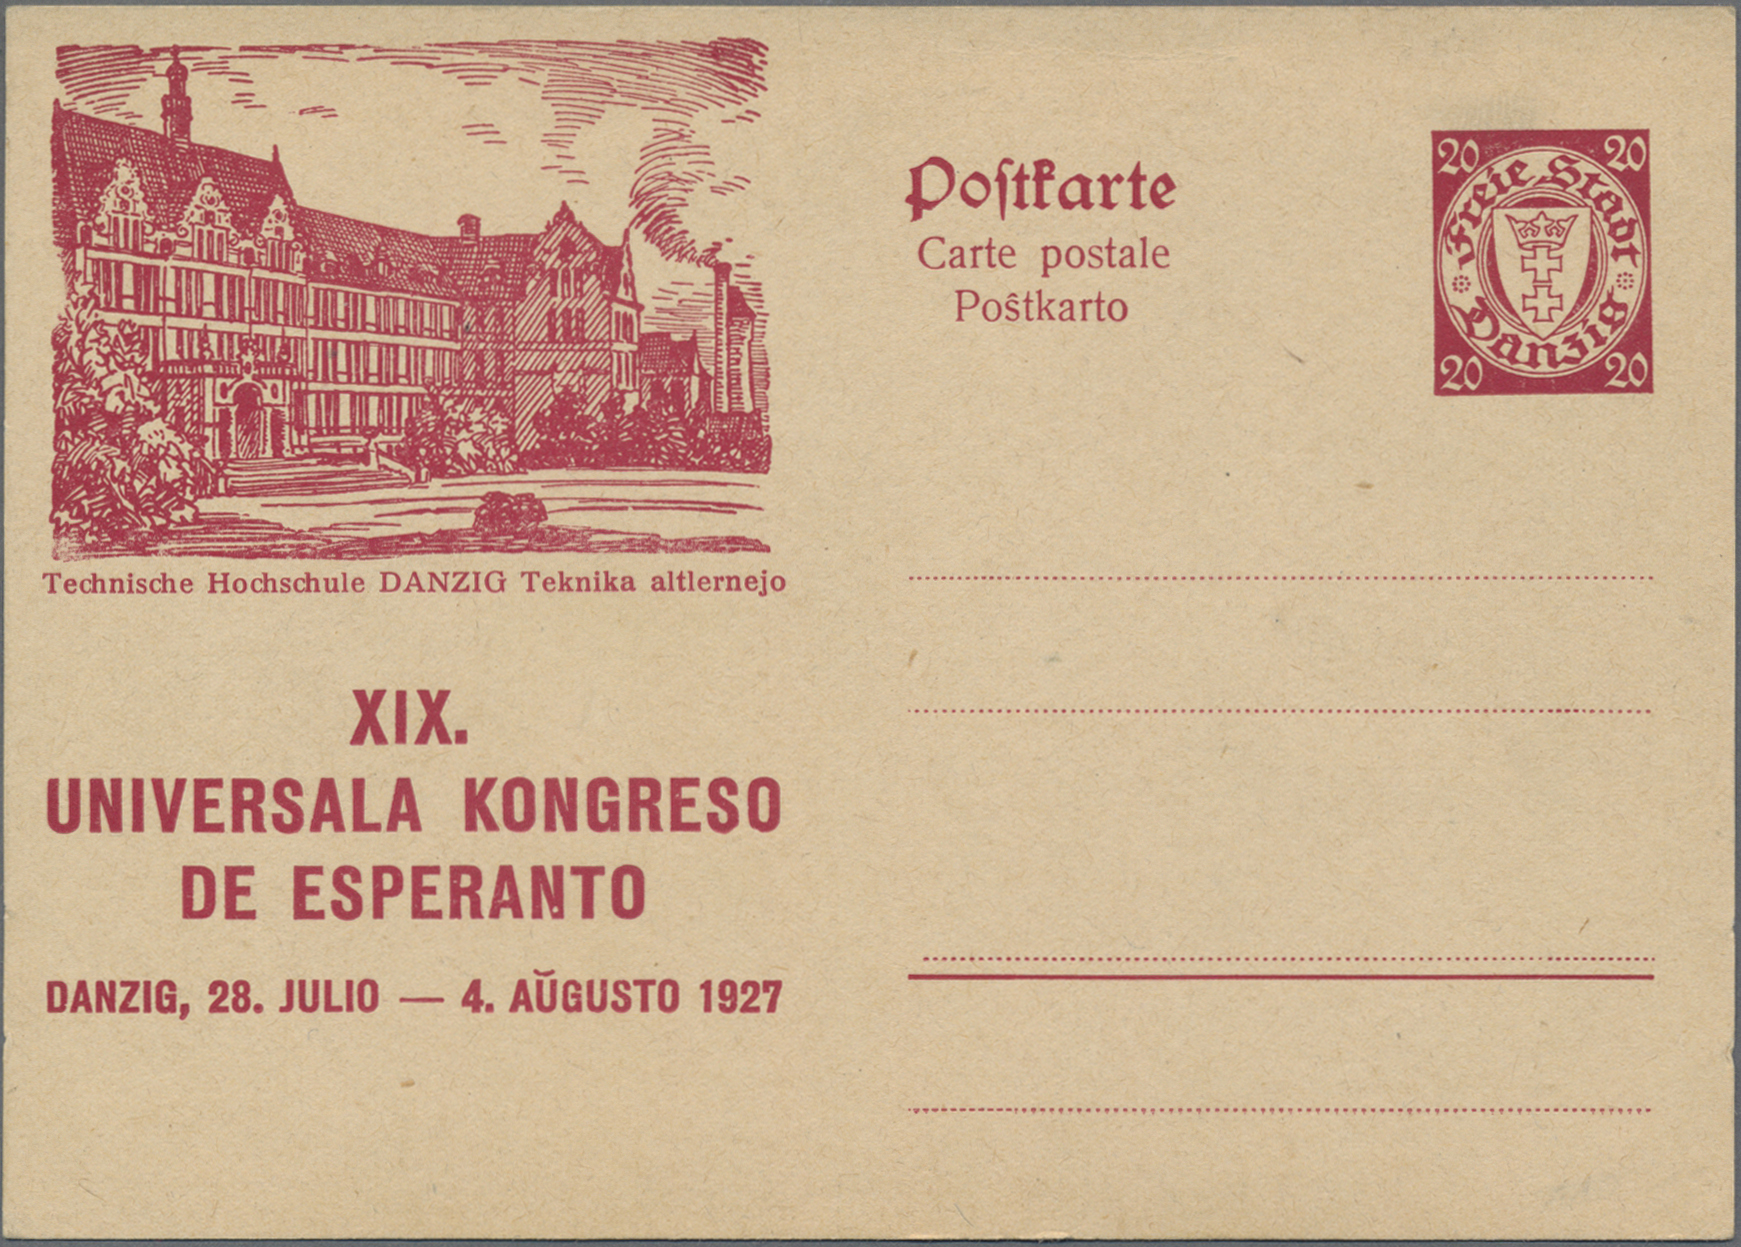 Technische Hochschule DANZIG Teknika altlernejo
XIX.
UNIVERSALA KONGRESO
DE ESPERANTO
DANZIG, 28. JULIO — 4. AŬGUSTO 1927
Poſtkarte
Carte postale
Poŝtkarto
20 20
Freie Stadt
Danzig
20 20